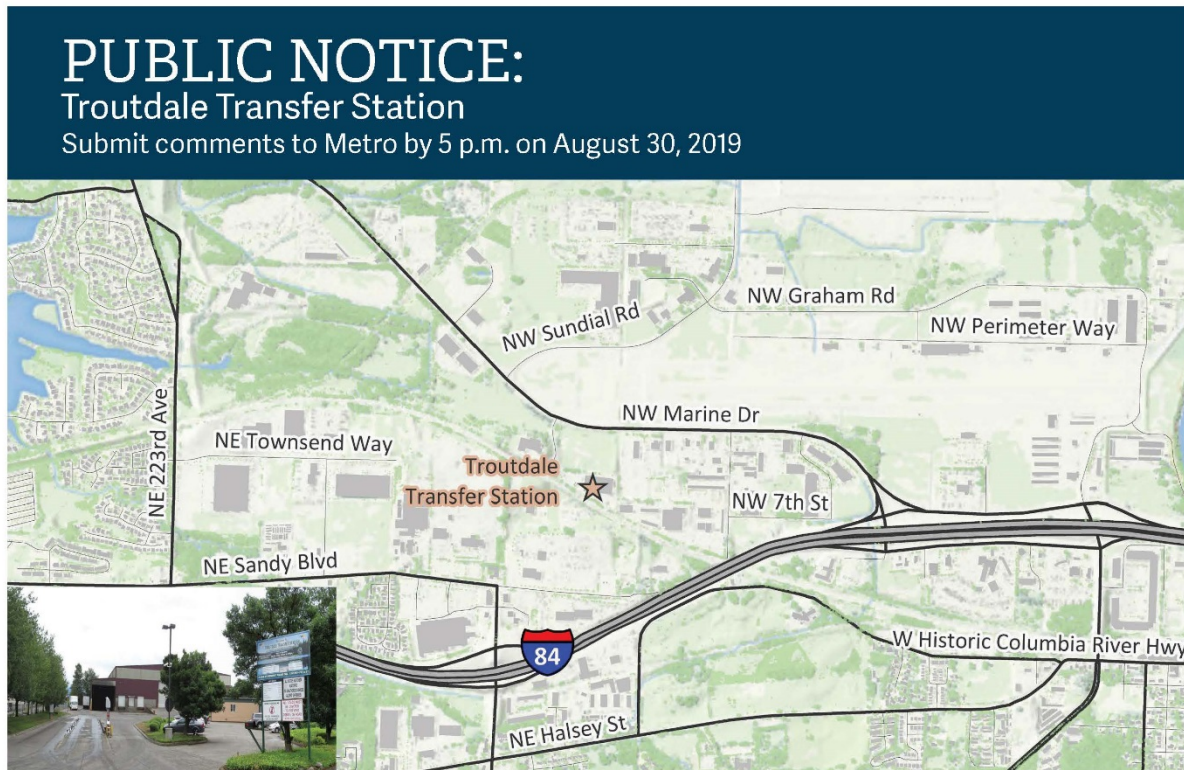 PUBLIC NOTICE:
Troutdale Transfer Station
Submit comments to Metro by 5 p.m. on August 30, 2019
NW Graham Rd
NW Sundial Rd
NW Perimeter Way
NE 223rd Ave
NW Marine Dr
NE Townsend Way
Troutdale
Transfer Station
NW 7th St
NE Sandy Blvd
84
W Historic Columbia River Hwy
NE Halsey St